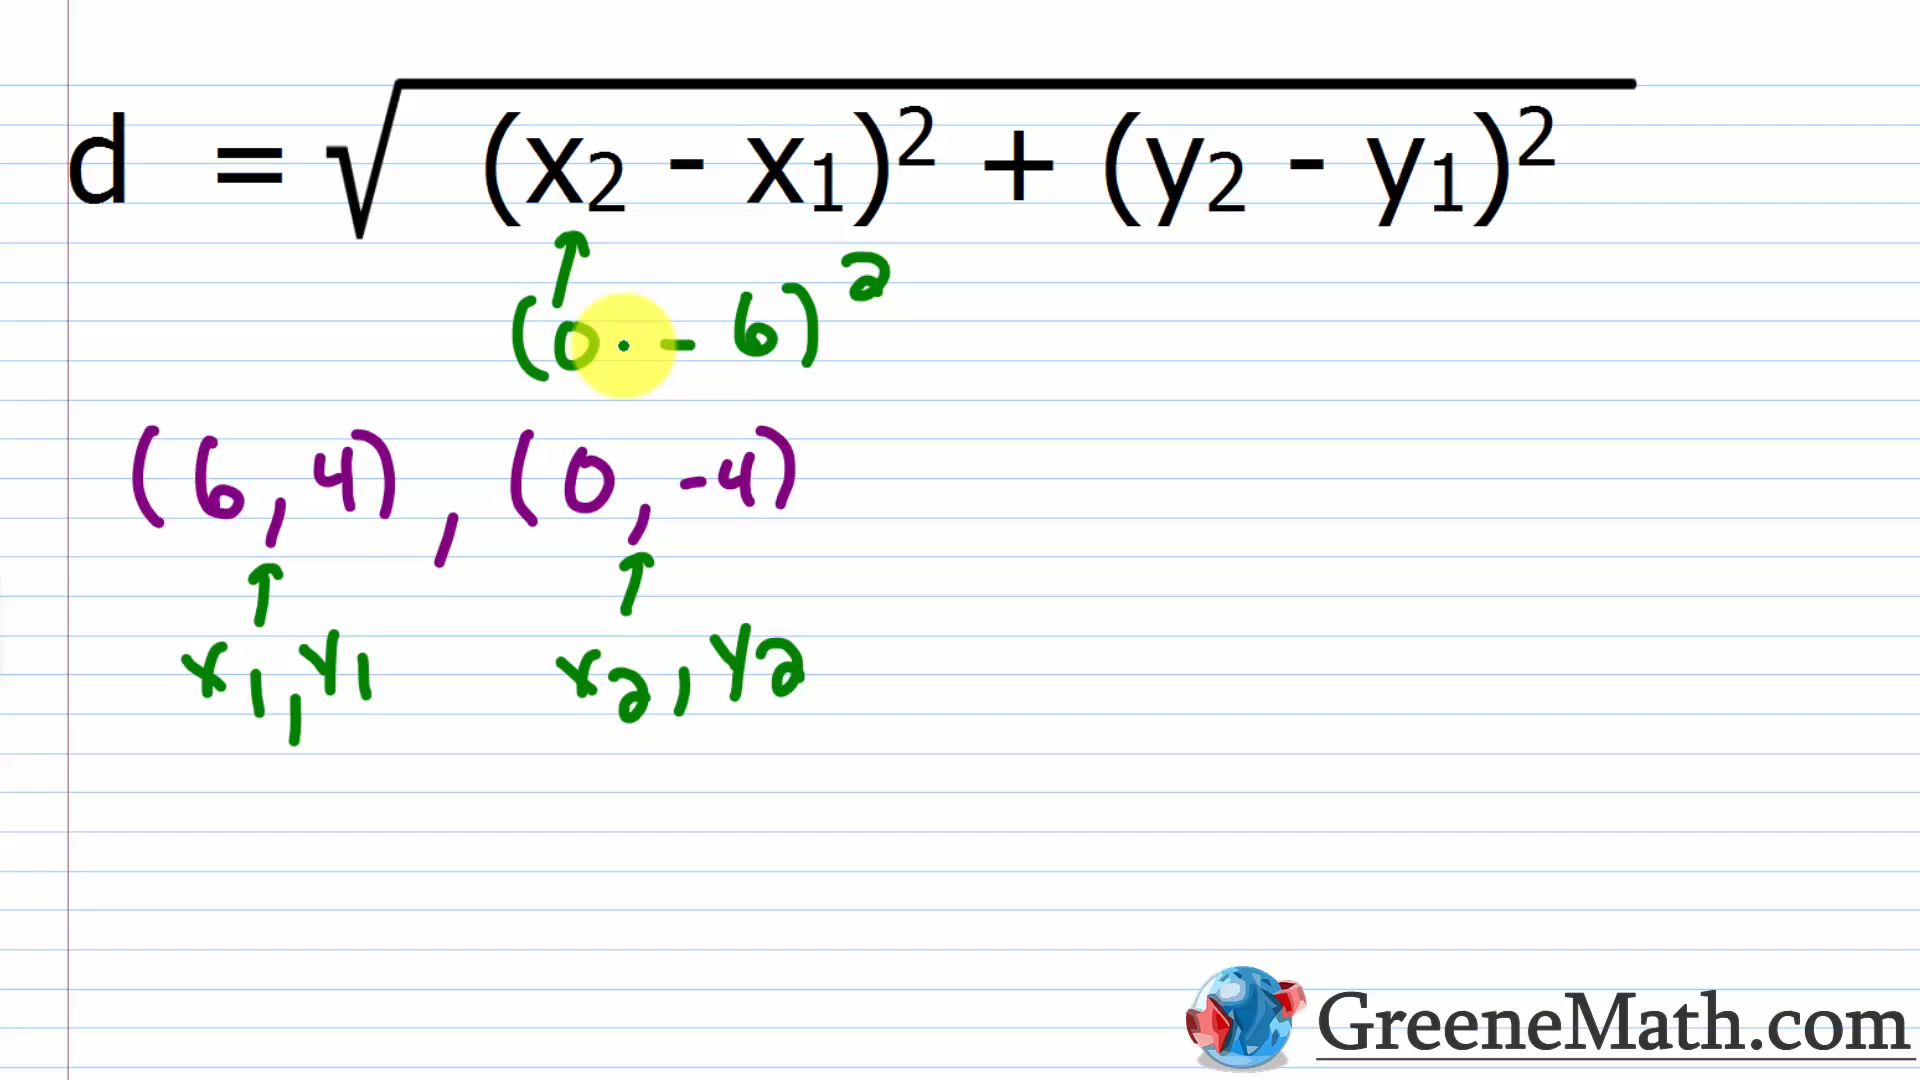 d = √(x₂ - x₁)² + (y₂ - y₁)²
(0 - 6)²
(6, 4), (0, -4)
x₁, y₁ x₂, y₂
GreeneMath.com